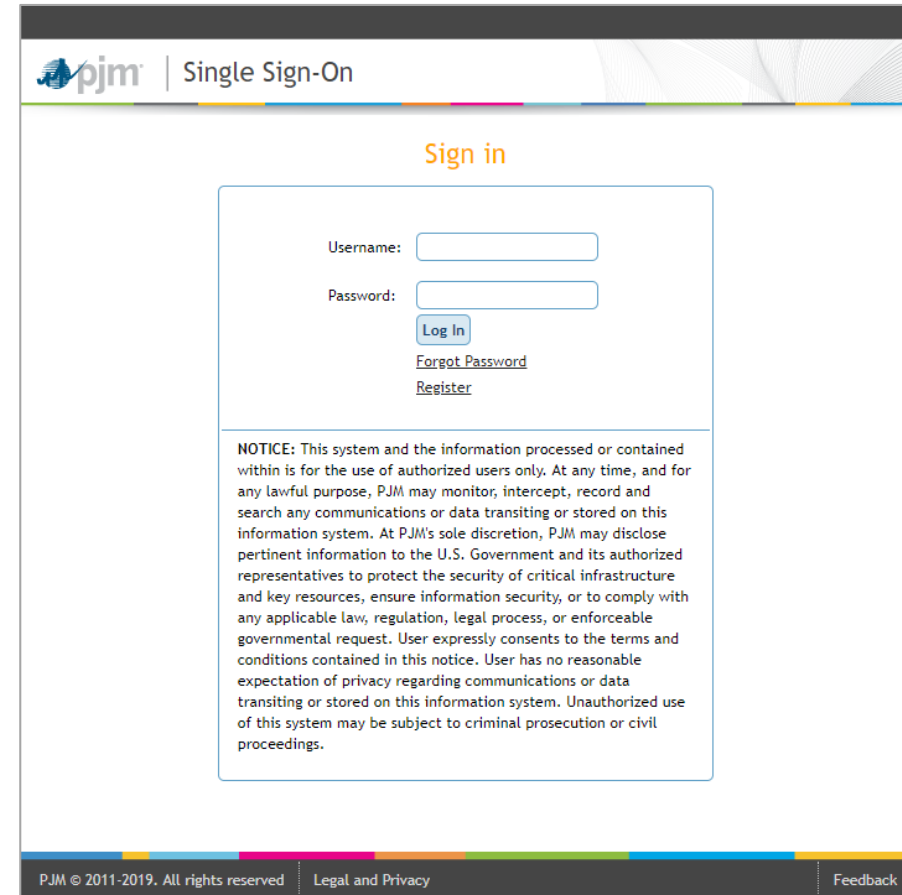 pjm Single Sign-On
Sign in
Username:
Password:
Log In
Forgot Password
Register
NOTICE: This system and the information processed or contained
within is for the use of authorized users only. At any time, and for
any lawful purpose, PJM may monitor, intercept, record and
search any communications or data transiting or stored on this
information system. At PJM's sole discretion, PJM may disclose
pertinent information to the U.S. Government and its authorized
representatives to protect the security of critical infrastructure
and key resources, ensure information security, or to comply with
any applicable law, regulation, legal process, or enforceable
governmental request. User expressly consents to the terms and
conditions contained in this notice. User has no reasonable
expectation of privacy regarding communications or data
transiting or stored on this information system. Unauthorized use
of this system may be subject to criminal prosecution or civil
proceedings.
PJM © 2011-2019. All rights reserved Legal and Privacy Feedback